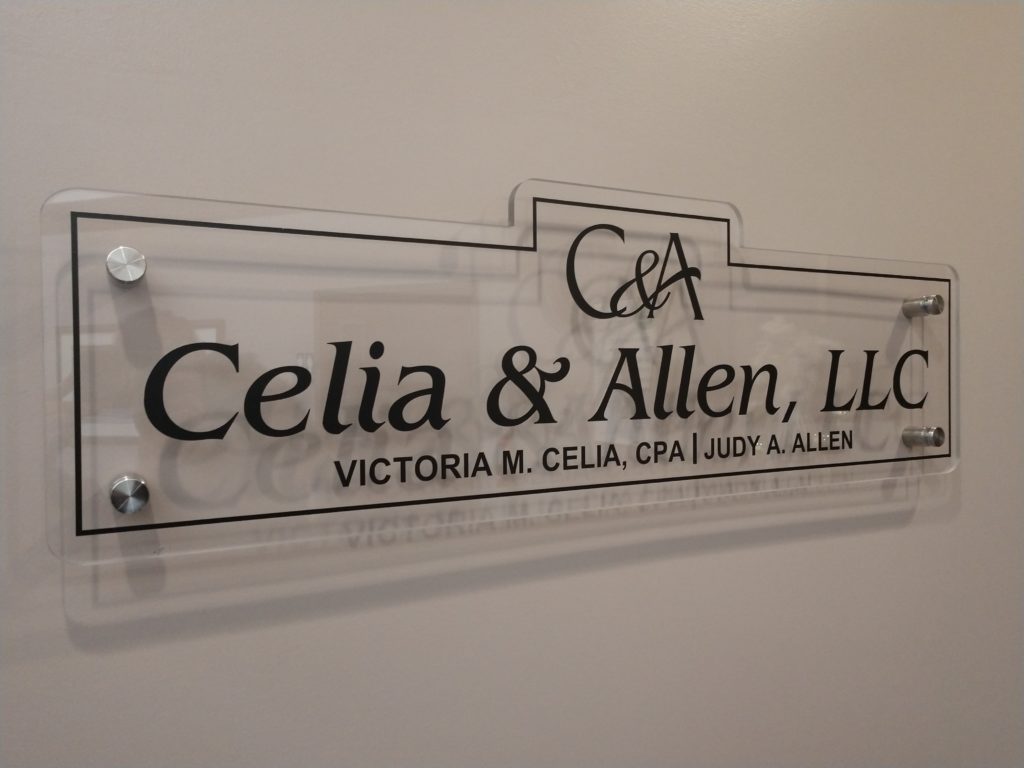 C&A
Celia & Allen, LLC
VICTORIA M. CELIA, CPA | JUDY A. ALLEN